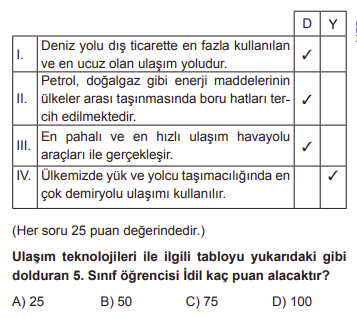 D Y
I. Deniz yolu dış ticarette en fazla kullanılan
ve en ucuz olan ulaşım yoludur. ✓
II. Petrol, doğalgaz gibi enerji maddelerinin
ülkeler arası taşınmasında boru hatları ter-
cih edilmektedir. ✓
III. En pahalı ve en hızlı ulaşım havayolu
araçları ile gerçekleşir. ✓
IV. Ülkemizde yük ve yolcu taşımacılığında en
çok demiryolu ulaşımı kullanılır. ✓
(Her soru 25 puan değerindedir.)
Ulaşım teknolojileri ile ilgili tabloyu yukarıdaki gibi
dolduran 5. Sınıf öğrencisi İdil kaç puan alacaktır?
A) 25 B) 50 C) 75 D) 100